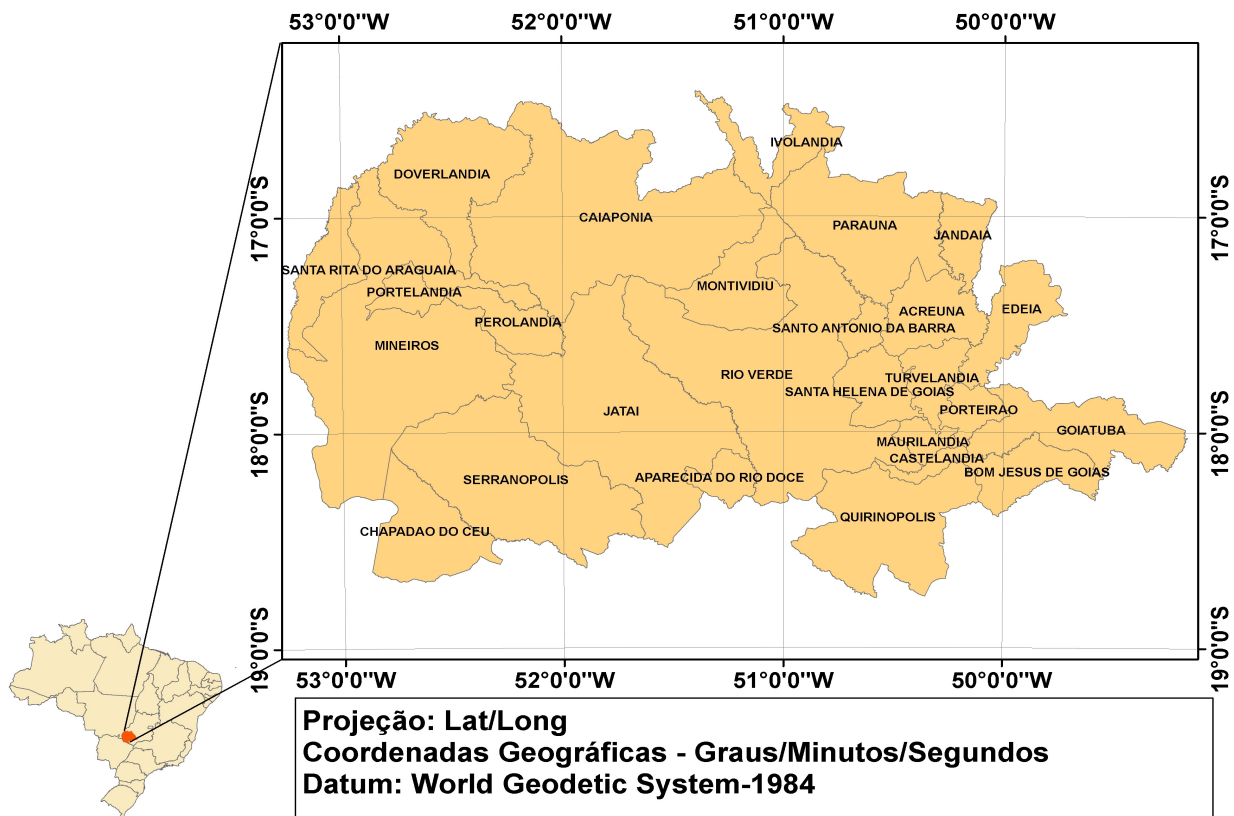 53°0'0"W 52°0'0"W 51°0'0"W 50°0'0"W
IVOLANDIA
DOVERLANDIA
17°0'0"S
17°0'0"S
CAIAPONIA
PARAUNA
JANDAIA
SANTA RITA DO ARAGUAIA
MONTIVIDIU
PORTELANDIA
ACREUNA
EDEIA
PEROLANDIA
SANTO ANTONIO DA BARRA
MINEIROS
RIO VERDE
TURVELANDIA
SANTA HELENA DE GOIAS
JATAI
PORTEIRAO
GOIATUBA
18°0'0"S
18°0'0"S
MAURILANDIA
CASTELANDIA
BOM JESUS DE GOIAS
SERRANOPOLIS
APARECIDA DO RIO DOCE
QUIRINOPOLIS
CHAPADAO DO CEU
19°0'0"S
19°0'0"S
53°0'0"W 52°0'0"W 51°0'0"W 50°0'0"W
Projeção: Lat/Long
Coordenadas Geográficas - Graus/Minutos/Segundos
Datum: World Geodetic System-1984